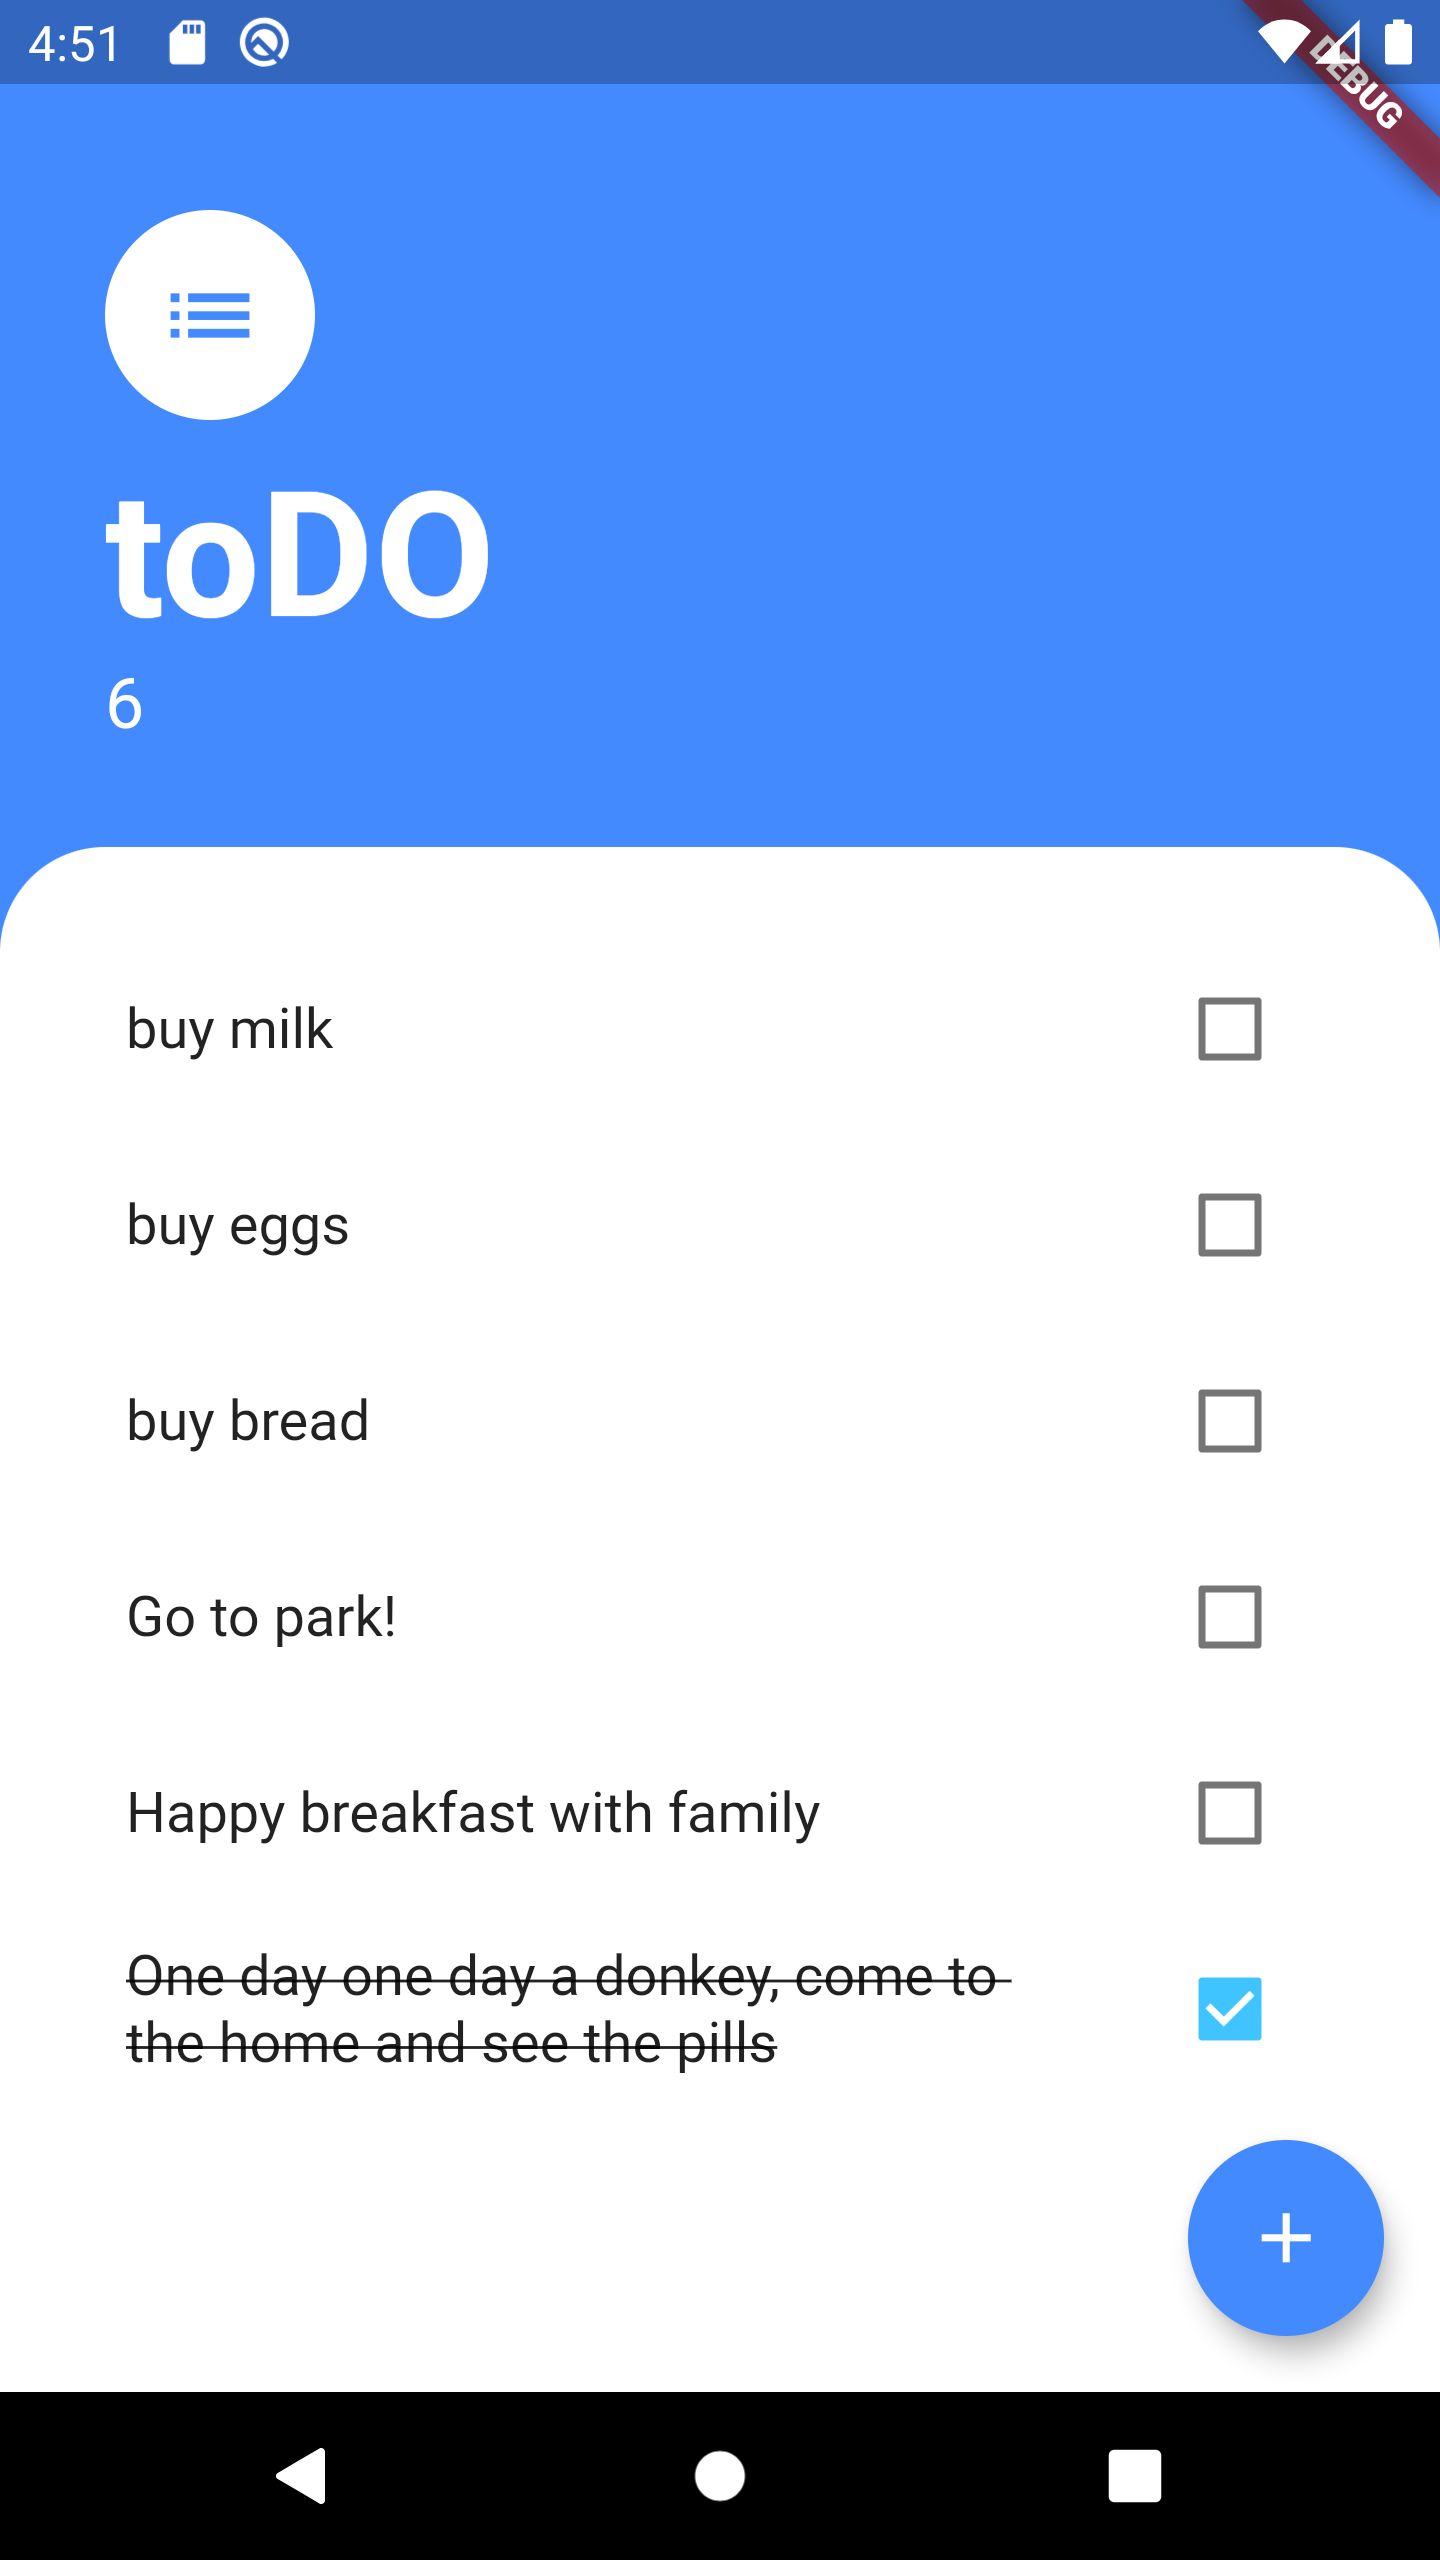 4:51
DEBUG
toDO
6
buy milk
buy eggs
buy bread
Go to park!
Happy breakfast with family
One day one day a donkey, come to
the home and see the pills